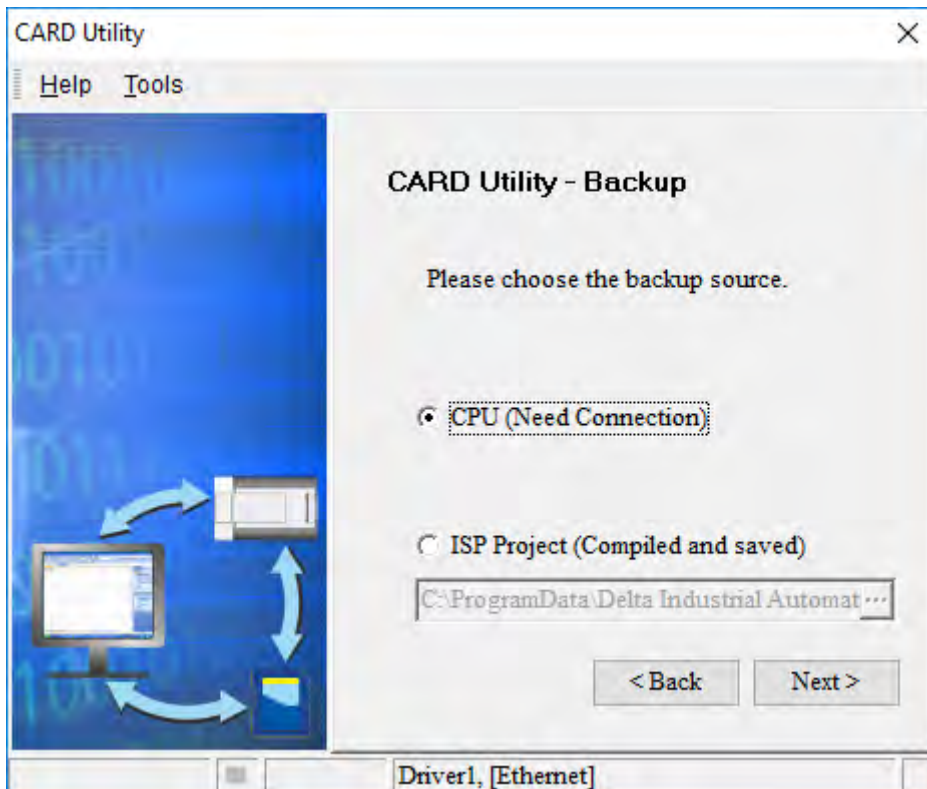 CARD Utility
Help Tools
CARD Utility - Backup
Please choose the backup source.
CPU (Need Connection)
ISP Project (Compiled and saved)
C:\ProgramData\Delta Industrial Automat ...
< Back Next >
Driver1, [Ethernet]